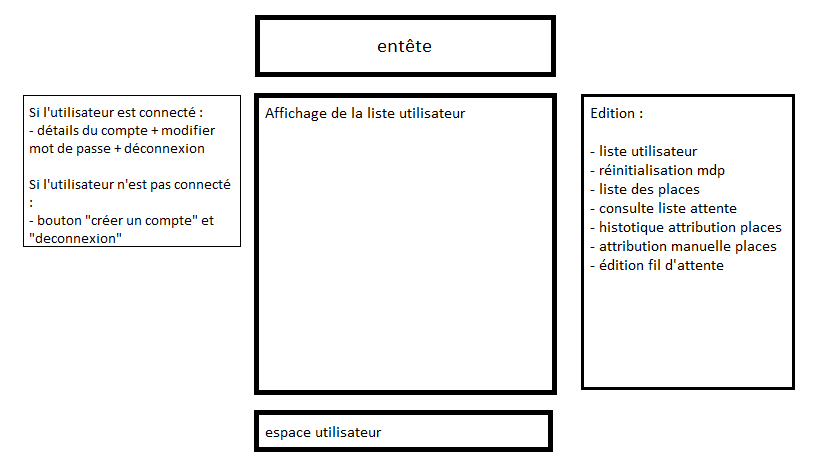 entête
Si l'utilisateur est connecté :
- détails du compte + modifier
mot de passe + déconnexion
Si l'utilisateur n'est pas connecté
:
- bouton "créer un compte" et
"deconnexion"
Affichage de la liste utilisateur
Edition :
- liste utilisateur
- réinitialisation mdp
- liste des places
- consulte liste attente
- histotique attribution places
- attribution manuelle places
- édition fil d'attente
espace utilisateur